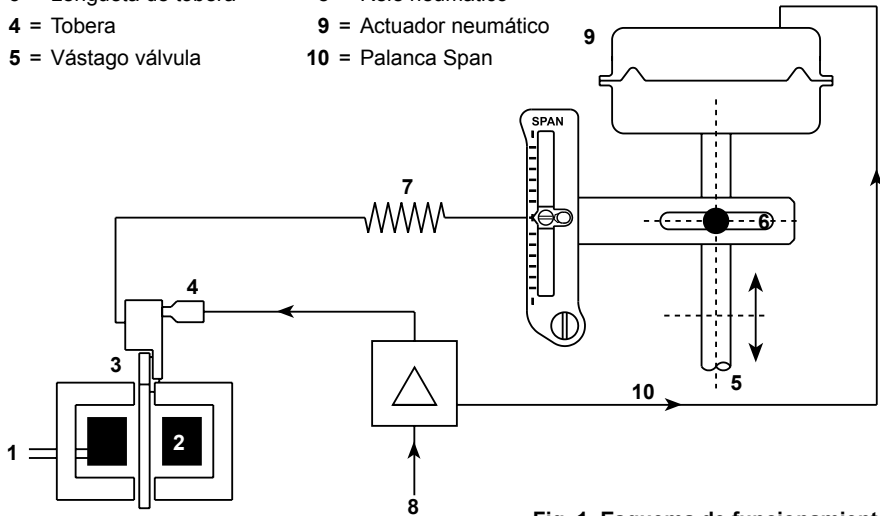 3 = Lengüeta de tobera
8 = Relé neumático
4 = Tobera
9 = Actuador neumático
5 = Vástago válvula
10 = Palanca Span
9
SPAN
7
6
4
3
5
10
1
2
8
Fig. 1 Esquema de funcionamient